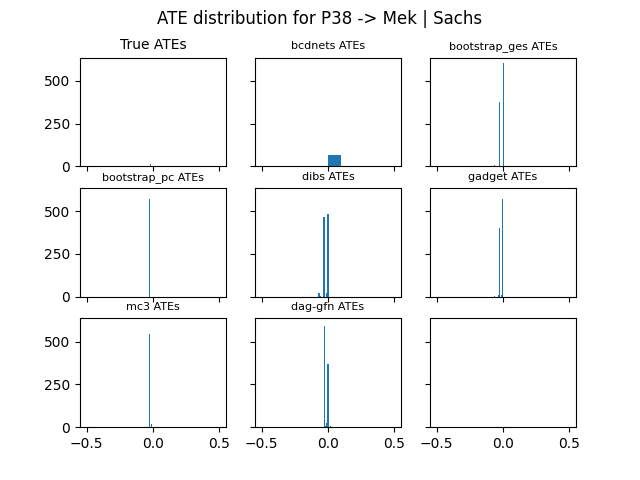 ATE distribution for P38 -> Mek | Sachs
True ATEs
bcdnets ATEs
bootstrap_ges ATEs
500
250
0
bootstrap_pc ATEs
dibs ATEs
gadget ATEs
500
250
0
mc3 ATEs
dag-gfn ATEs
500
250
0
−0.5 0.0 0.5
−0.5 0.0 0.5
−0.5 0.0 0.5